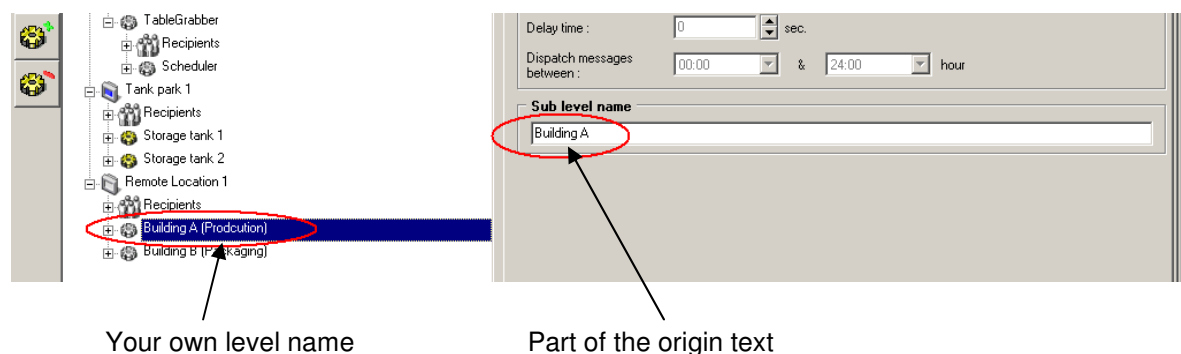 TableGrabber
Recipients
Scheduler
Tank park 1
Recipients
Storage tank 1
Storage tank 2
Remote Location 1
Recipients
Building A (Prodcution)
Building B (Packaging)
Delay time : 0 sec.
Dispatch messages between : 00:00 & 24:00 hour
Sub level name
Building A
Your own level name
Part of the origin text